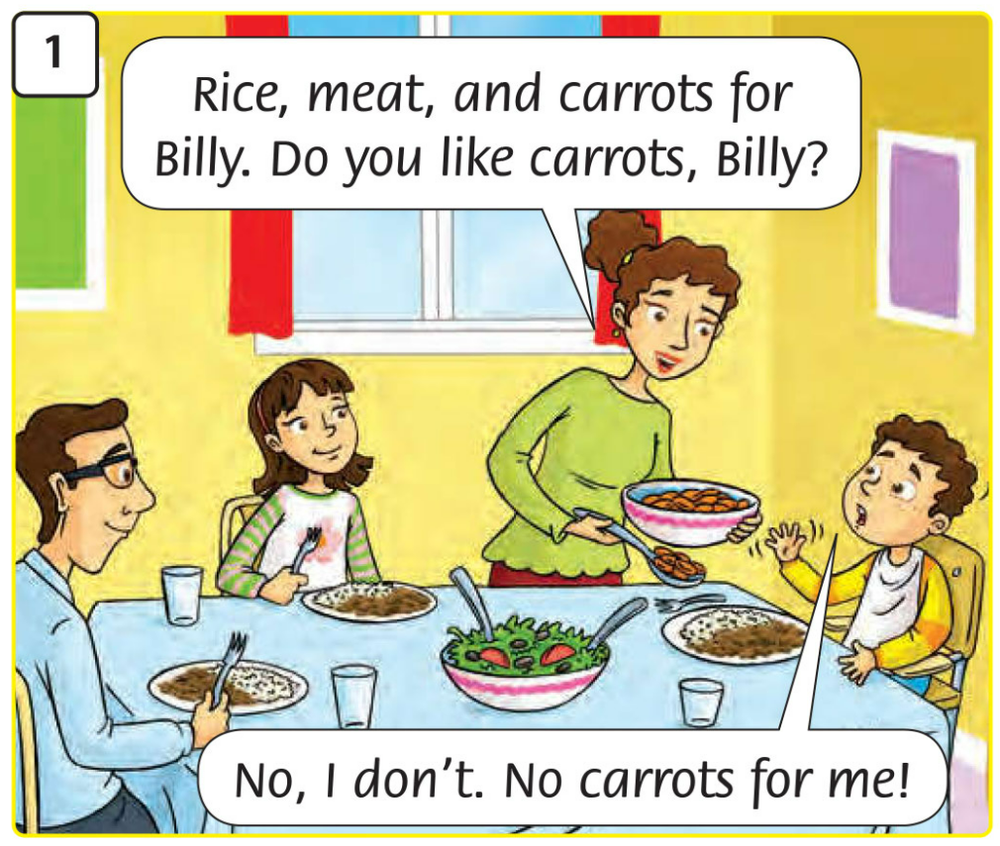 1
Rice, meat, and carrots for
Billy. Do you like carrots, Billy?
No, I don't. No carrots for me!